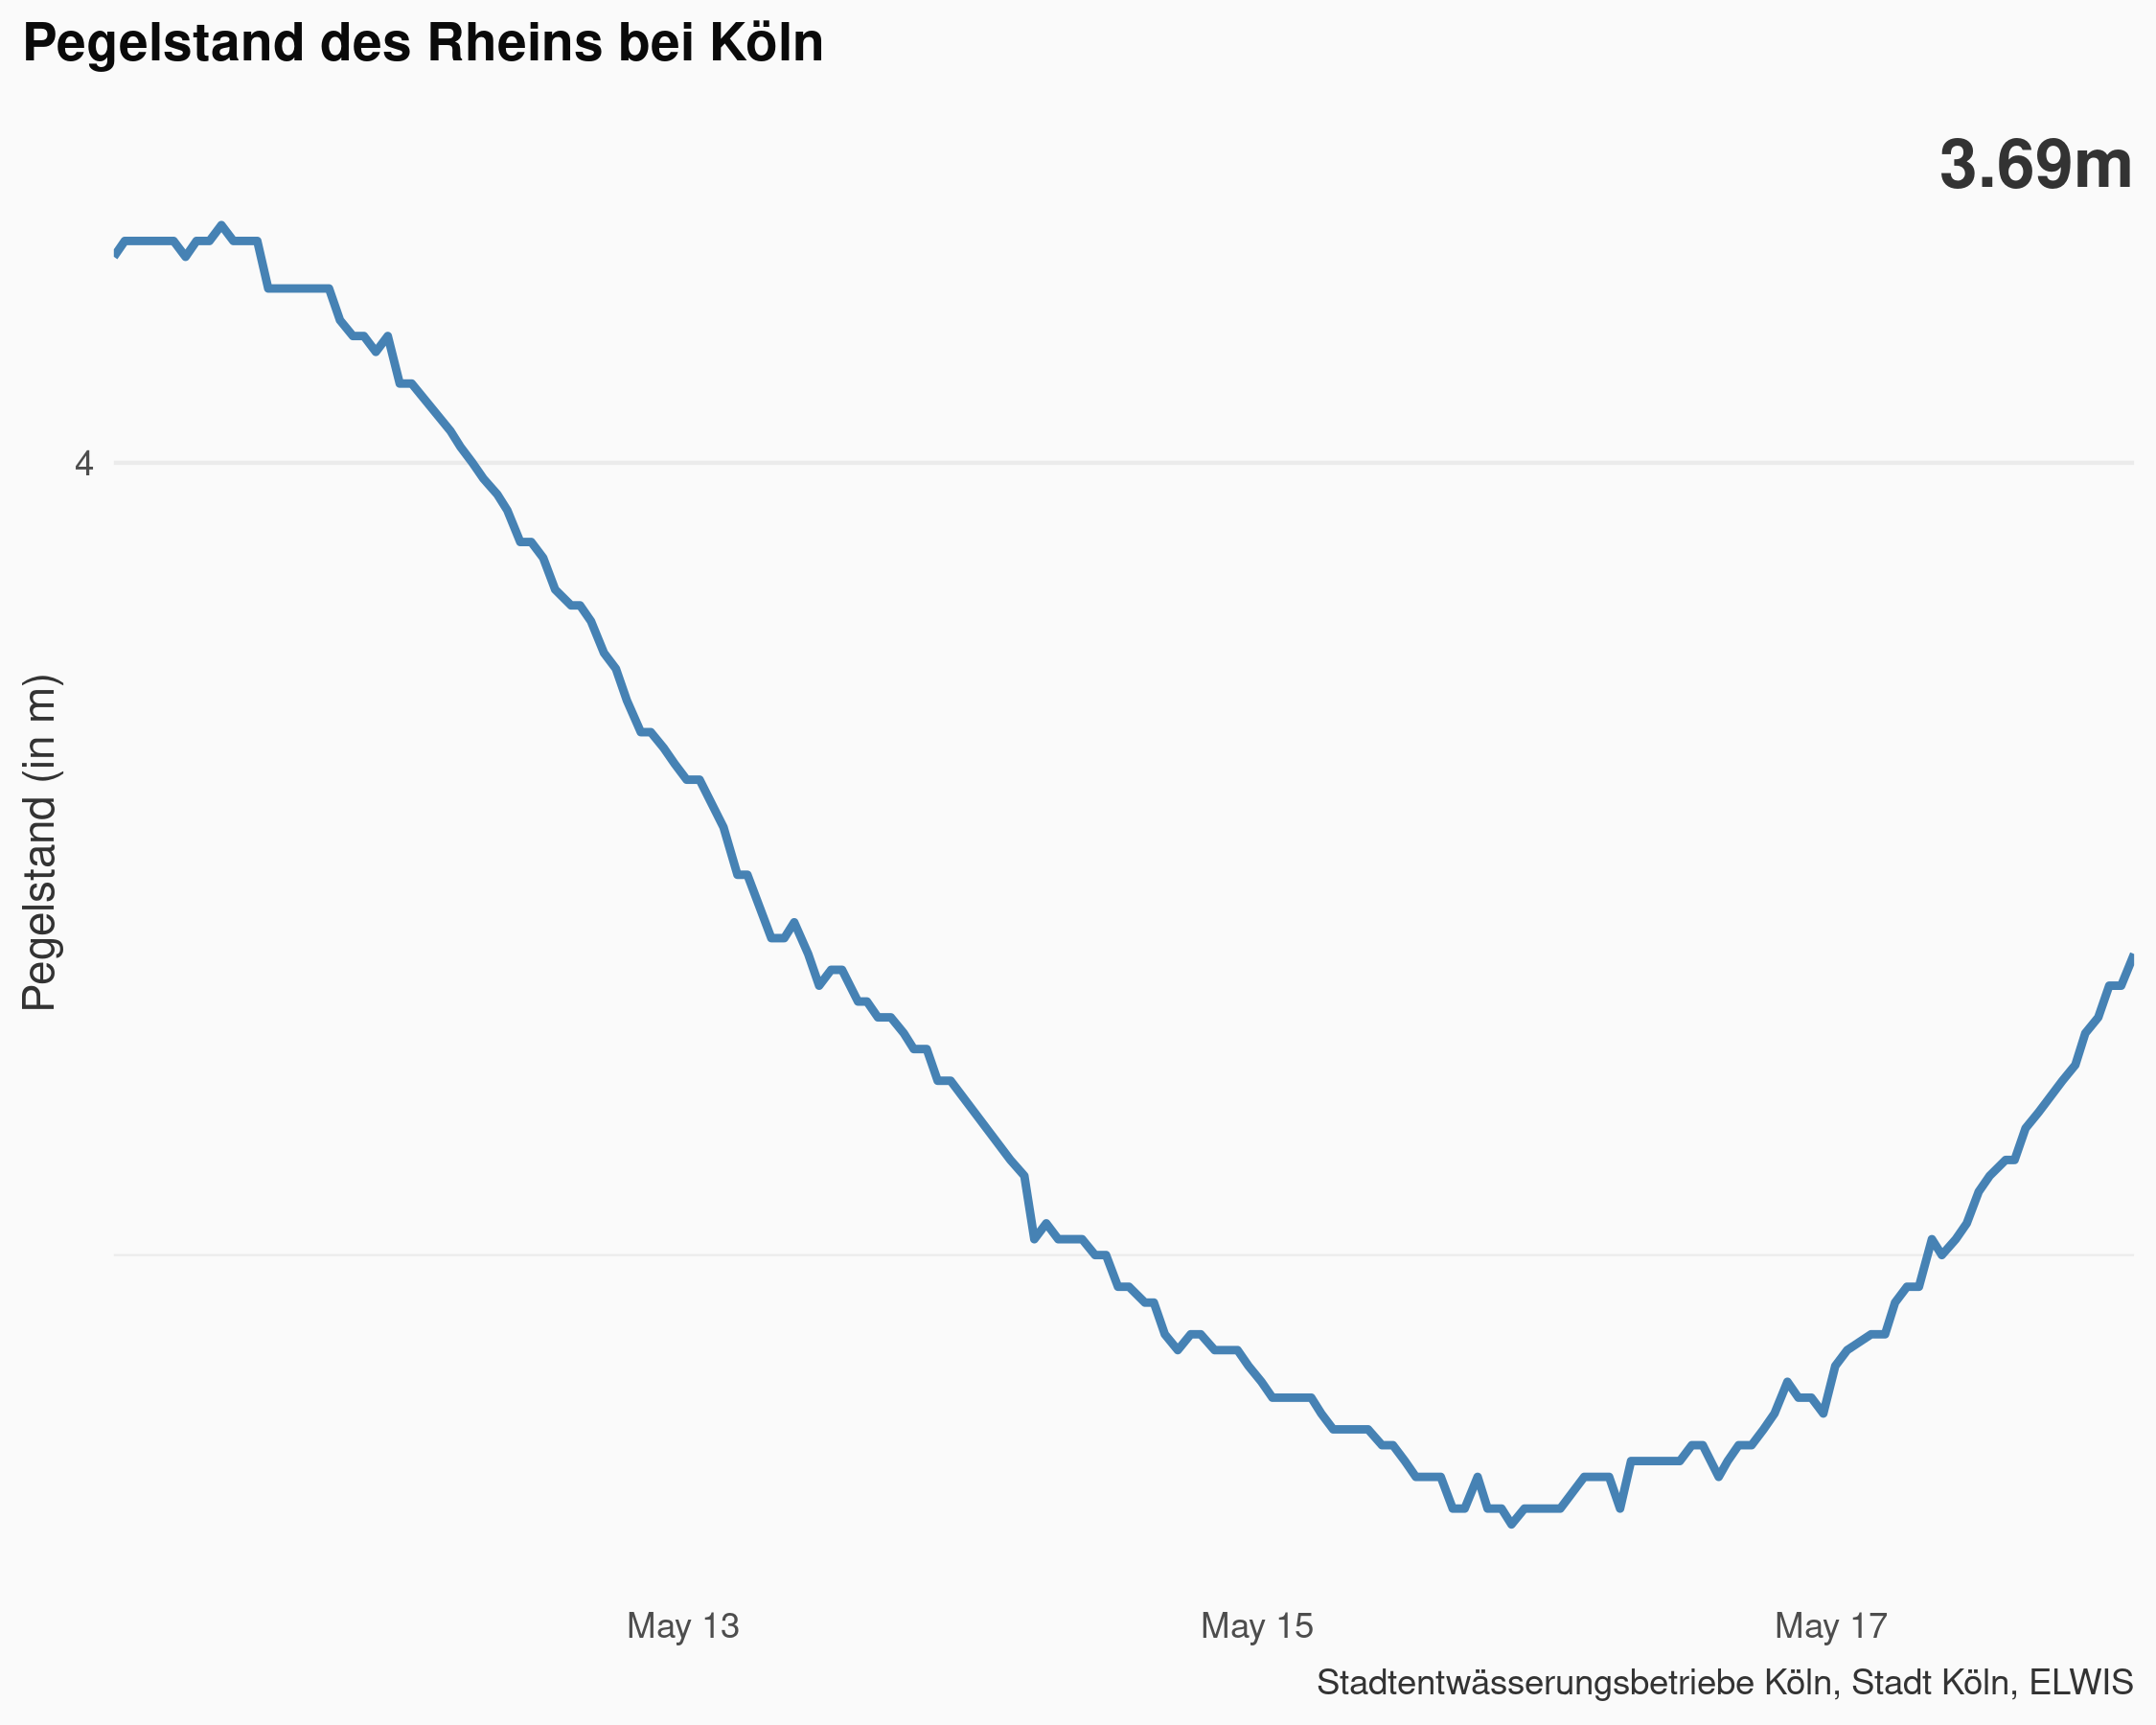 Pegelstand des Rheins bei Köln
3.69m
4
Pegelstand (in m)
May 13
May 15
May 17
Stadtentwässerungsbetriebe Köln, Stadt Köln, ELWIS